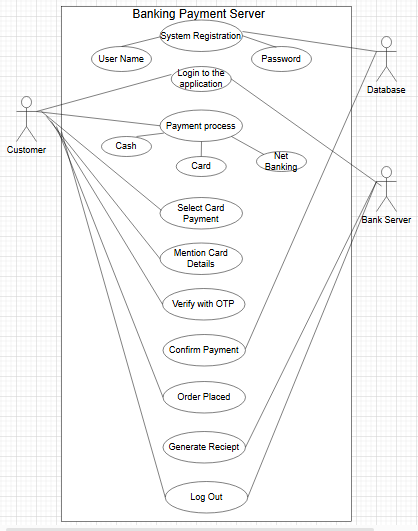 Banking Payment Server
System Registration
User Name
Password
Login to the
application
Database
Customer
Payment process
Cash
Card
Net
Banking
Bank Server
Select Card
Payment
Mention Card
Details
Verify with OTP
Confirm Payment
Order Placed
Generate Reciept
Log Out